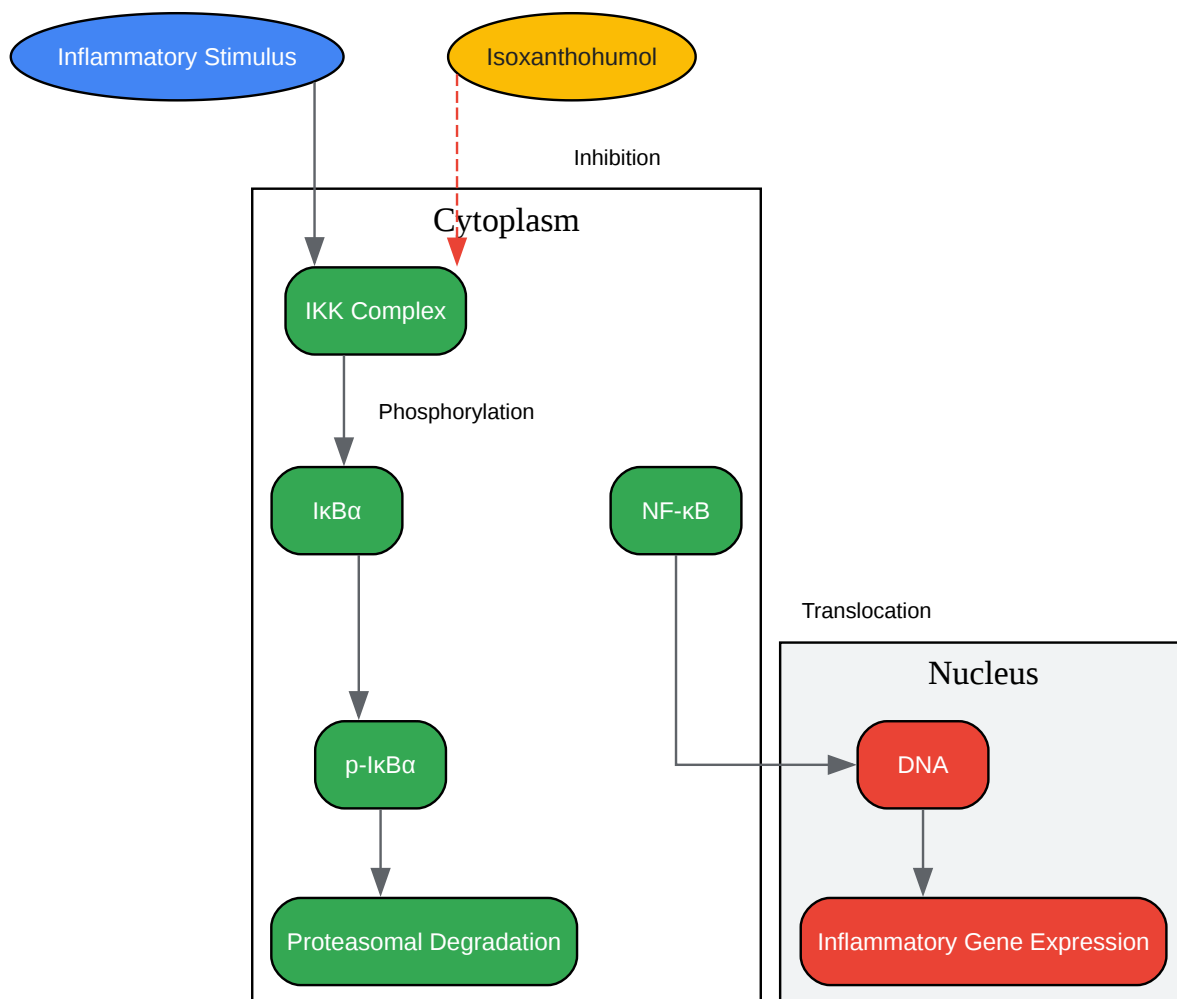 Inflammatory Stimulus
Isoxanthohumol
Inhibition
Cytoplasm
IKK Complex
Phosphorylation
IκBα
NF-κB
Translocation
Nucleus
p-IκBα
DNA
Proteasomal Degradation
Inflammatory Gene Expression